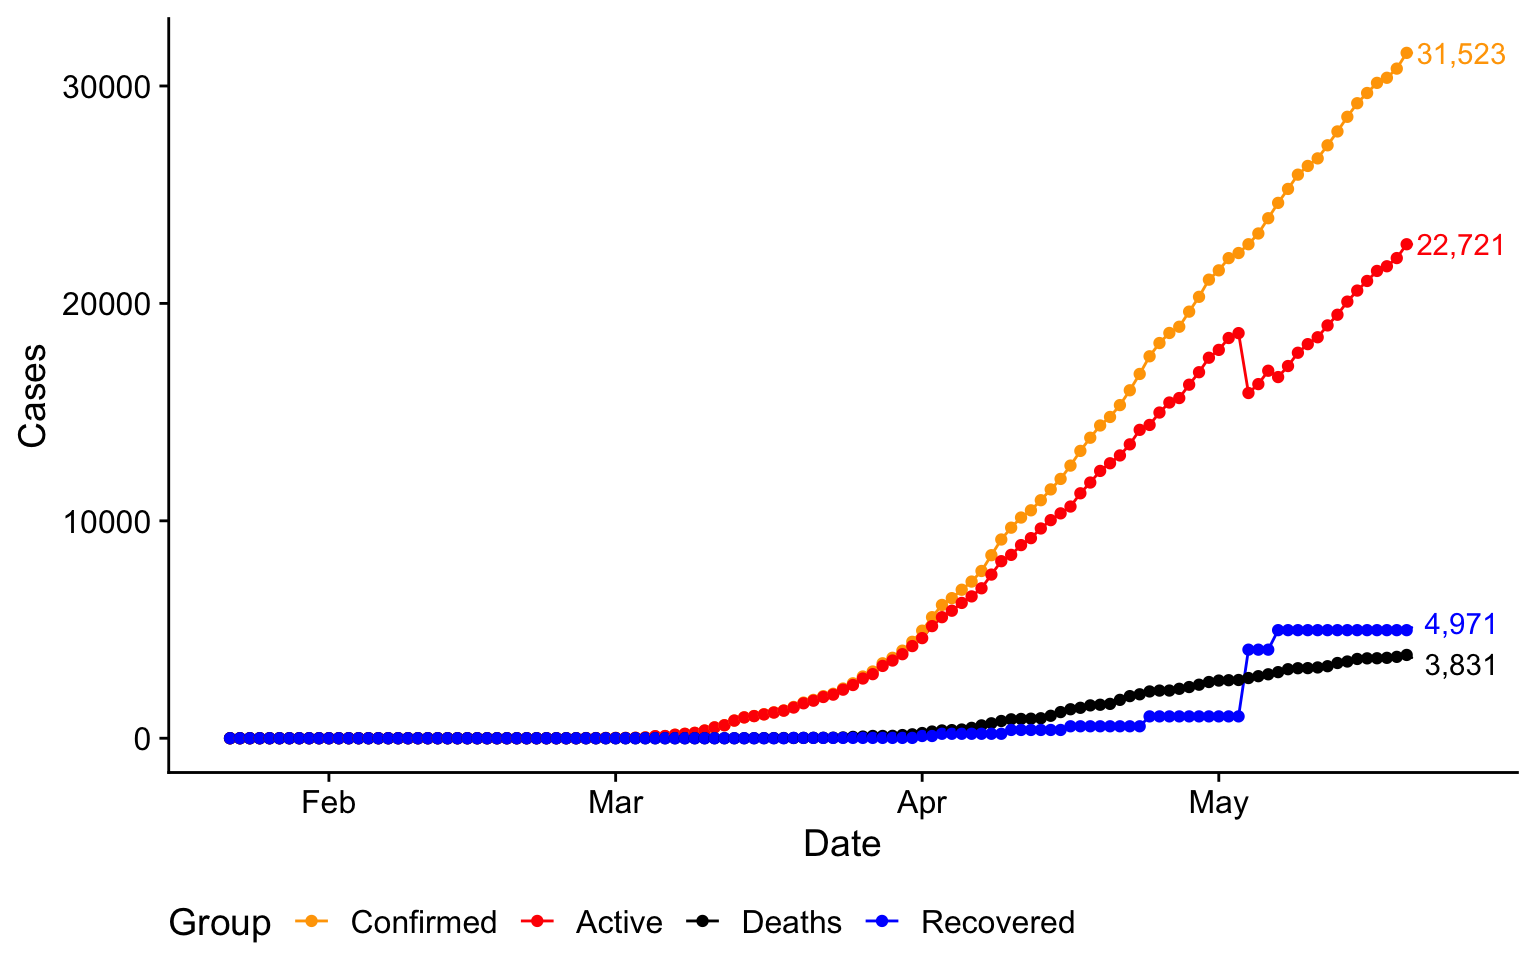 31,523
30000
22,721
20000
Cases
10000
4,971
3,831
0
Feb Mar Apr May
Date
Group Confirmed Active Deaths Recovered